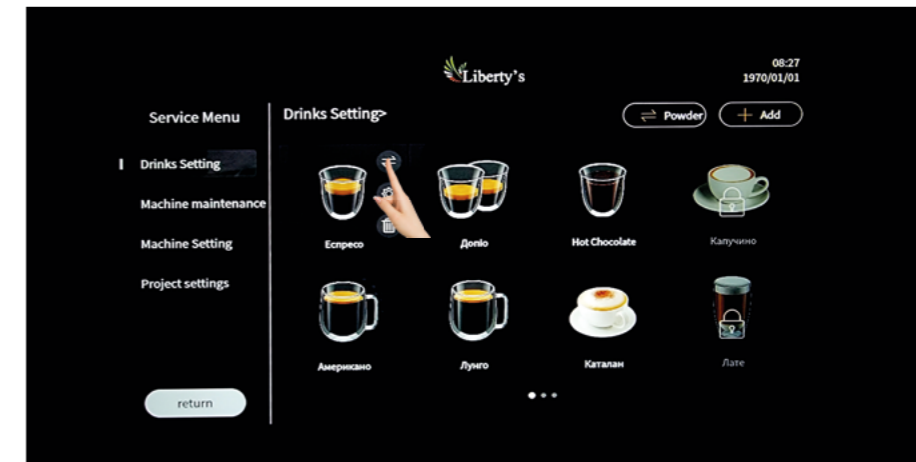 Liberty's
08:27
1970/01/01
Service Menu
Drinks Setting>
Powder
Add
Drinks Setting
Machine maintenance
Machine Setting
Project settings
return
Еспресо
Допіо
Hot Chocolate
Капучино
Американо
Лунго
Каталан
Лате